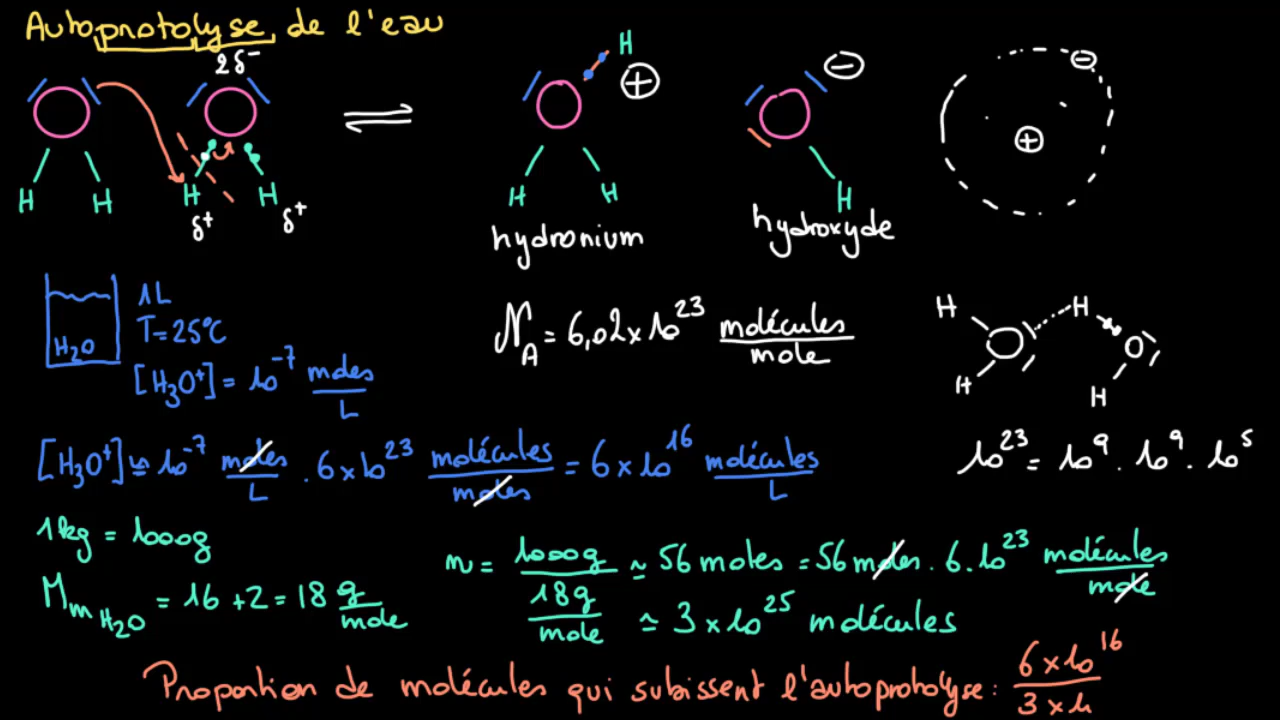 Autoprotolyse de l'eau
2δ⁻
H H H H
δ⁺ δ⁺
⇌
H
⊕
H H
hydronium
⊖
H
hydroxyde
⊖
⊕
H₂O
1L
T=25°C
[H₃O⁺] = 10⁻⁷ moles/L
𝒩_A = 6,02 × 10²³ molécules/mole
H H
O O
H H
[H₃O⁺] ≃ 10⁻⁷ moles/L . 6 × 10²³ molécules/moles = 6 × 10¹⁶ molécules/L
10²³ = 10⁹ . 10⁹ . 10⁵
1kg = 1000g
Mm_H₂O = 16 + 2 = 18 g/mole
n = 1000g/(18g/mole) ≃ 56 moles = 56 moles . 6 . 10²³ molécules/mole
≃ 3 × 10²⁵ molécules
Proportion de molécules qui subissent l'autoprotolyse : 6 × 10¹⁶/3 ×